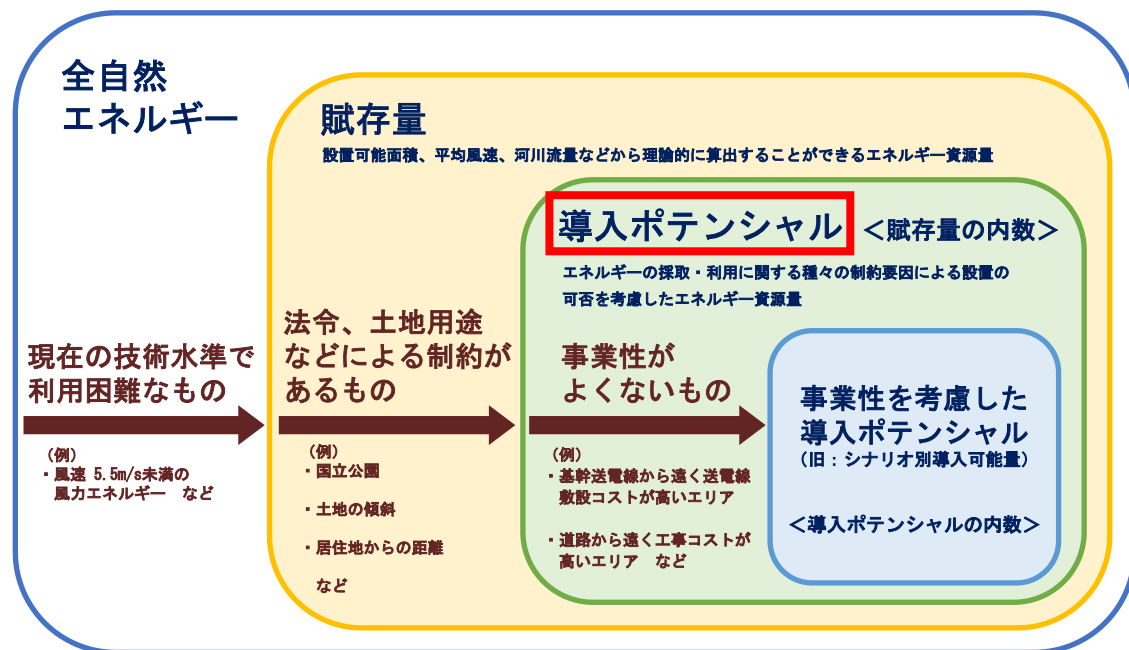 全自然
エネルギー
賦存量
設置可能面積、平均風速、河川流量などから理論的に算出することができるエネルギー資源量
導入ポテンシャル <賦存量の内数>
エネルギーの採取・利用に関する種々の制約要因による設置の
可否を考慮したエネルギー資源量
現在の技術水準で
利用困難なもの
(例)
・風速 5.5m/s未満の
風力エネルギー など
法令、土地用途
などによる制約が
あるもの
(例)
・国立公園
・土地の傾斜
・居住地からの距離
など
事業性が
よくないもの
(例)
・基幹送電線から遠く送電線
敷設コストが高いエリア
・道路から遠く工事コストが
高いエリア など
事業性を考慮した
導入ポテンシャル
(旧：シナリオ別導入可能量)
<導入ポテンシャルの内数>